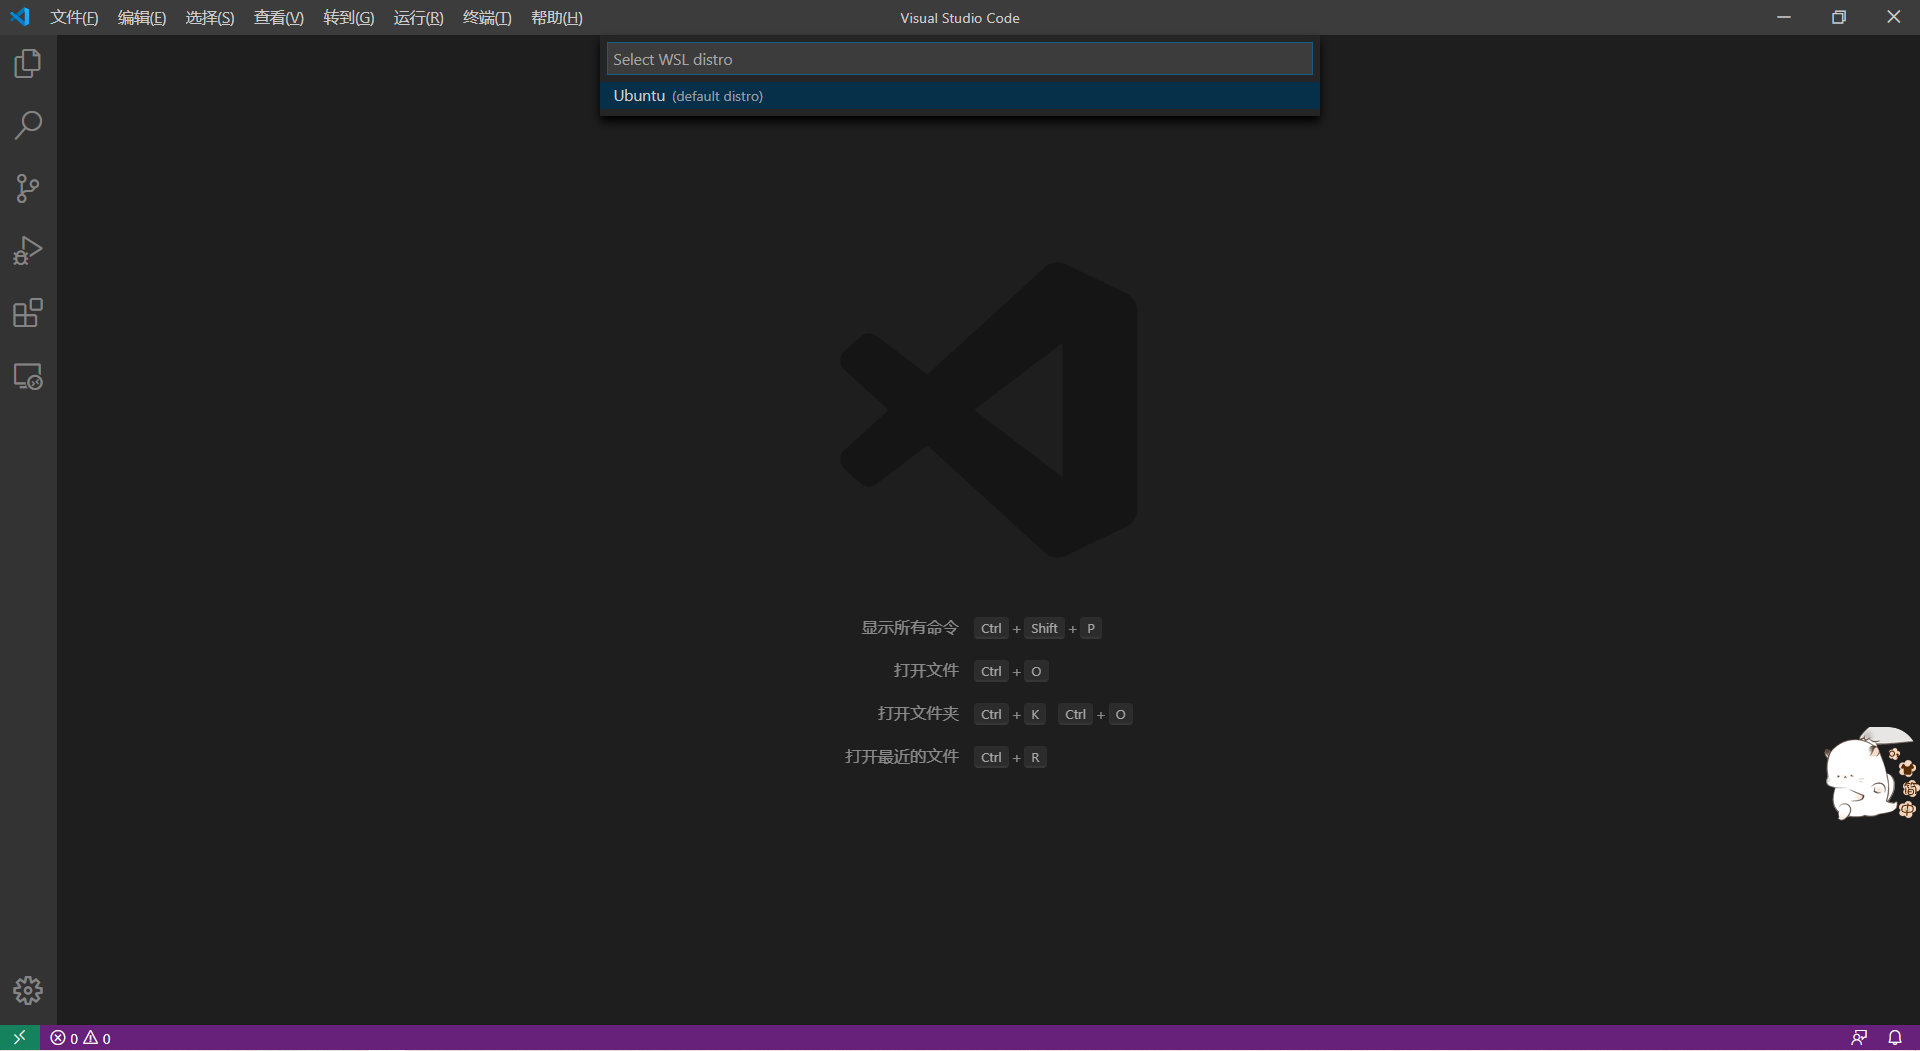 文件(F) 编辑(E) 选择(S) 查看(V) 转到(G) 运行(R) 终端(T) 帮助(H) Visual Studio Code
Select WSL distro
Ubuntu (default distro)
显示所有命令 Ctrl + Shift + P
打开文件 Ctrl + O
打开文件夹 Ctrl + K Ctrl + O
打开最近的文件 Ctrl + R
简
中
0 0